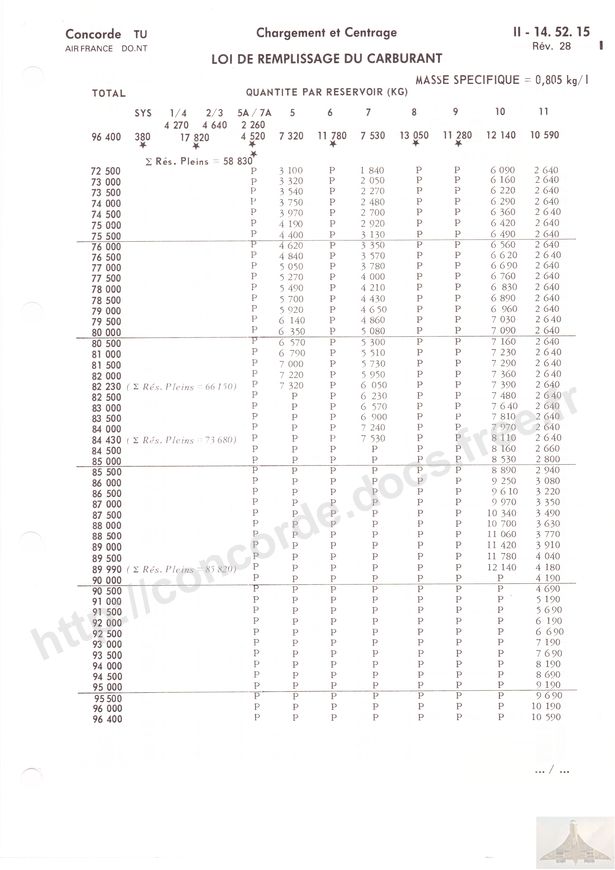 Concorde TU Chargement et Centrage II - 14. 52. 15
AIR FRANCE DO.NT Rév. 28 I
LOI DE REMPLISSAGE DU CARBURANT
MASSE SPECIFIQUE = 0,805 kg/l
TOTAL QUANTITE PAR RESERVOIR (KG)
SYS 1/4 2/3 5A/7A 5 6 7 8 9 10 11
4 270 4 640 2 260
96 400 380 17 820 4 520 7 320 11 780 7 530 13 050 11 280 12 140 10 590
★ ★ ★ ★ ★ ★
Σ Rés. Pleins = 58 830 ★
72 500 P 3 100 P 1 840 P P 6 090 2 640
73 000 P 3 320 P 2 050 P P 6 160 2 640
73 500 P 3 540 P 2 270 P P 6 220 2 640
74 000 P 3 750 P 2 480 P P 6 290 2 640
74 500 P 3 970 P 2 700 P P 6 360 2 640
75 000 P 4 190 P 2 920 P P 6 420 2 640
75 500 P 4 400 P 3 130 P P 6 490 2 640
76 000 P 4 620 P 3 350 P P 6 560 2 640
76 500 P 4 840 P 3 570 P P 6 620 2 640
77 000 P 5 050 P 3 780 P P 6 690 2 640
77 500 P 5 270 P 4 000 P P 6 760 2 640
78 000 P 5 490 P 4 210 P P 6 830 2 640
78 500 P 5 700 P 4 430 P P 6 890 2 640
79 000 P 5 920 P 4 650 P P 6 960 2 640
79 500 P 6 140 P 4 860 P P 7 030 2 640
80 000 P 6 350 P 5 080 P P 7 090 2 640
80 500 P 6 570 P 5 300 P P 7 160 2 640
81 000 P 6 790 P 5 510 P P 7 230 2 640
81 500 P 7 000 P 5 730 P P 7 290 2 640
82 000 P 7 220 P 5 950 P P 7 360 2 640
82 230 (Σ Rés. Pleins = 66 150) P 7 320 P 6 050 P P 7 390 2 640
82 500 P P P 6 230 P P 7 480 2 640
83 000 P P P 6 570 P P 7 640 2 640
83 500 P P P 6 900 P P 7 810 2 640
84 000 P P P 7 240 P P 7 970 2 640
84 430 (Σ Rés. Pleins = 73 680) P P P 7 530 P P 8 110 2 640
84 500 P P P P P P 8 160 2 660
85 000 P P P P P P 8 530 2 800
85 500 P P P P P P 8 890 2 940
86 000 P P P P P P 9 250 3 080
86 500 P P P P P P 9 610 3 220
87 000 P P P P P P 9 970 3 350
87 500 P P P P P P 10 340 3 490
88 000 P P P P P P 10 700 3 630
88 500 P P P P P P 11 060 3 770
89 000 P P P P P P 11 420 3 910
89 500 P P P P P P 11 780 4 040
89 990 (Σ Rés. Pleins = 85 820) P P P P P P 12 140 4 180
90 000 P P P P P P P 4 190
90 500 P P P P P P P 4 690
91 000 P P P P P P P 5 190
91 500 P P P P P P P 5 690
92 000 P P P P P P P 6 190
92 500 P P P P P P P 6 690
93 000 P P P P P P P 7 190
93 500 P P P P P P P 7 690
94 000 P P P P P P P 8 190
94 500 P P P P P P P 8 690
95 000 P P P P P P P 9 190
95 500 P P P P P P P 9 690
96 000 P P P P P P P 10 190
96 400 P P P P P P P 10 590
... / ...
http://concorde.docs.free.fr